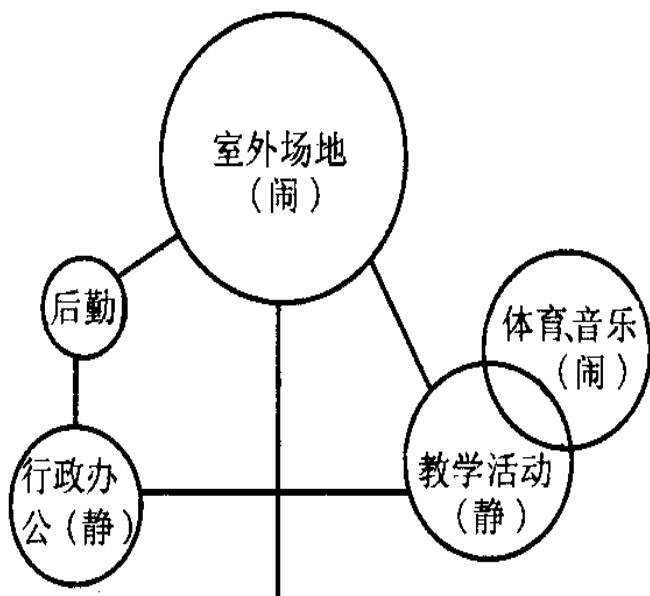 室外场地
（闹）
后勤
体育、音乐
（闹）
行政办
公（静）
教学活动
（静）